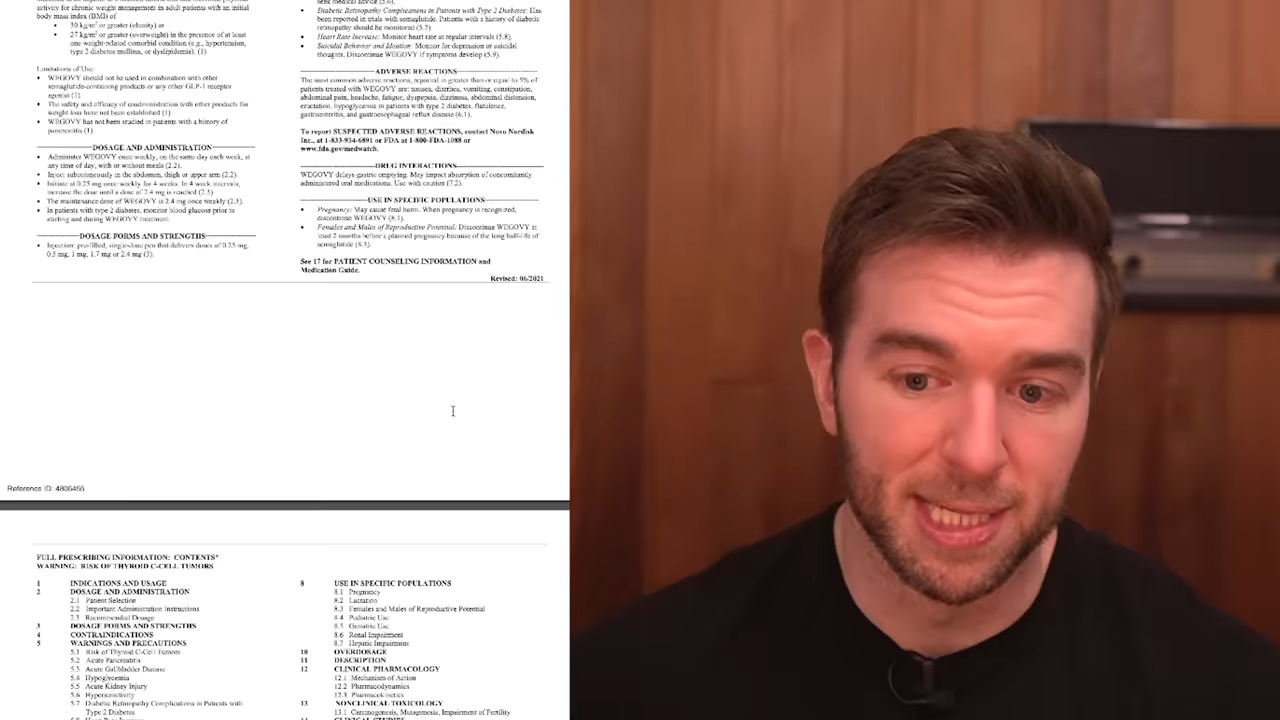 activity for chronic weight management in adult patients with an initial
body mass index (BMI) of
• 30 kg/m² or greater (obesity) or
• 27 kg/m² or greater (overweight) in the presence of at least
one weight-related comorbid condition (e.g., hypertension,
type 2 diabetes mellitus, or dyslipidemia). (1)
Limitations of Use:
• WEGOVY should not be used in combination with other
semaglutide-containing products or any other GLP-1 receptor
agonist (1).
• The safety and efficacy of coadministration with other products for
weight loss have not been established (1).
• WEGOVY has not been studied in patients with a history of
pancreatitis (1).
DOSAGE AND ADMINISTRATION
• Administer WEGOVY once weekly, on the same day each week, at
any time of day, with or without meals (2.2).
• Inject subcutaneously in the abdomen, thigh or upper arm (2.2).
• Initiate at 0.25 mg once weekly for 4 weeks. In 4 week intervals,
increase the dose until a dose of 2.4 mg is reached (2.3).
• The maintenance dose of WEGOVY is 2.4 mg once weekly (2.3).
• In patients with type 2 diabetes, monitor blood glucose prior to
starting and during WEGOVY treatment.
DOSAGE FORMS AND STRENGTHS
• Injection: pre-filled, single-dose pen that delivers doses of 0.25 mg,
0.5 mg, 1 mg, 1.7 mg or 2.4 mg (3).
seek medical advice (5.6).
• Diabetic Retinopathy Complications in Patients with Type 2 Diabetes: Has
been reported in trials with semaglutide. Patients with a history of diabetic
retinopathy should be monitored (5.7).
• Heart Rate Increase: Monitor heart rate at regular intervals (5.8).
• Suicidal Behavior and Ideation: Monitor for depression or suicidal
thoughts. Discontinue WEGOVY if symptoms develop (5.9).
ADVERSE REACTIONS
The most common adverse reactions, reported in greater than or equal to 5% of
patients treated with WEGOVY are: nausea, diarrhea, vomiting, constipation,
abdominal pain, headache, fatigue, dyspepsia, dizziness, abdominal distension,
eructation, hypoglycemia in patients with type 2 diabetes, flatulence,
gastroenteritis, and gastroesophageal reflux disease (6.1).
To report SUSPECTED ADVERSE REACTIONS, contact Novo Nordisk
Inc., at 1-833-934-6891 or FDA at 1-800-FDA-1088 or
www.fda.gov/medwatch.
DRUG INTERACTIONS
WEGOVY delays gastric emptying. May impact absorption of concomitantly
administered oral medications. Use with caution (7.2).
USE IN SPECIFIC POPULATIONS
• Pregnancy: May cause fetal harm. When pregnancy is recognized,
discontinue WEGOVY (8.1).
• Females and Males of Reproductive Potential: Discontinue WEGOVY at
least 2 months before a planned pregnancy because of the long half-life of
semaglutide (8.3).
See 17 for PATIENT COUNSELING INFORMATION and
Medication Guide.
Revised: 06/2021
Reference ID: 4806455
FULL PRESCRIBING INFORMATION: CONTENTS*
WARNING: RISK OF THYROID C-CELL TUMORS
1 INDICATIONS AND USAGE
2 DOSAGE AND ADMINISTRATION
2.1 Patient Selection
2.2 Important Administration Instructions
2.3 Recommended Dosage
3 DOSAGE FORMS AND STRENGTHS
4 CONTRAINDICATIONS
5 WARNINGS AND PRECAUTIONS
5.1 Risk of Thyroid C-Cell Tumors
5.2 Acute Pancreatitis
5.3 Acute Gallbladder Disease
5.4 Hypoglycemia
5.5 Acute Kidney Injury
5.6 Hypersensitivity
5.7 Diabetic Retinopathy Complications in Patients with
Type 2 Diabetes
8 USE IN SPECIFIC POPULATIONS
8.1 Pregnancy
8.2 Lactation
8.3 Females and Males of Reproductive Potential
8.4 Pediatric Use
8.5 Geriatric Use
8.6 Renal Impairment
8.7 Hepatic Impairment
10 OVERDOSAGE
11 DESCRIPTION
12 CLINICAL PHARMACOLOGY
12.1 Mechanism of Action
12.2 Pharmacodynamics
12.3 Pharmacokinetics
13 NONCLINICAL TOXICOLOGY
13.1 Carcinogenesis, Mutagenesis, Impairment of Fertility